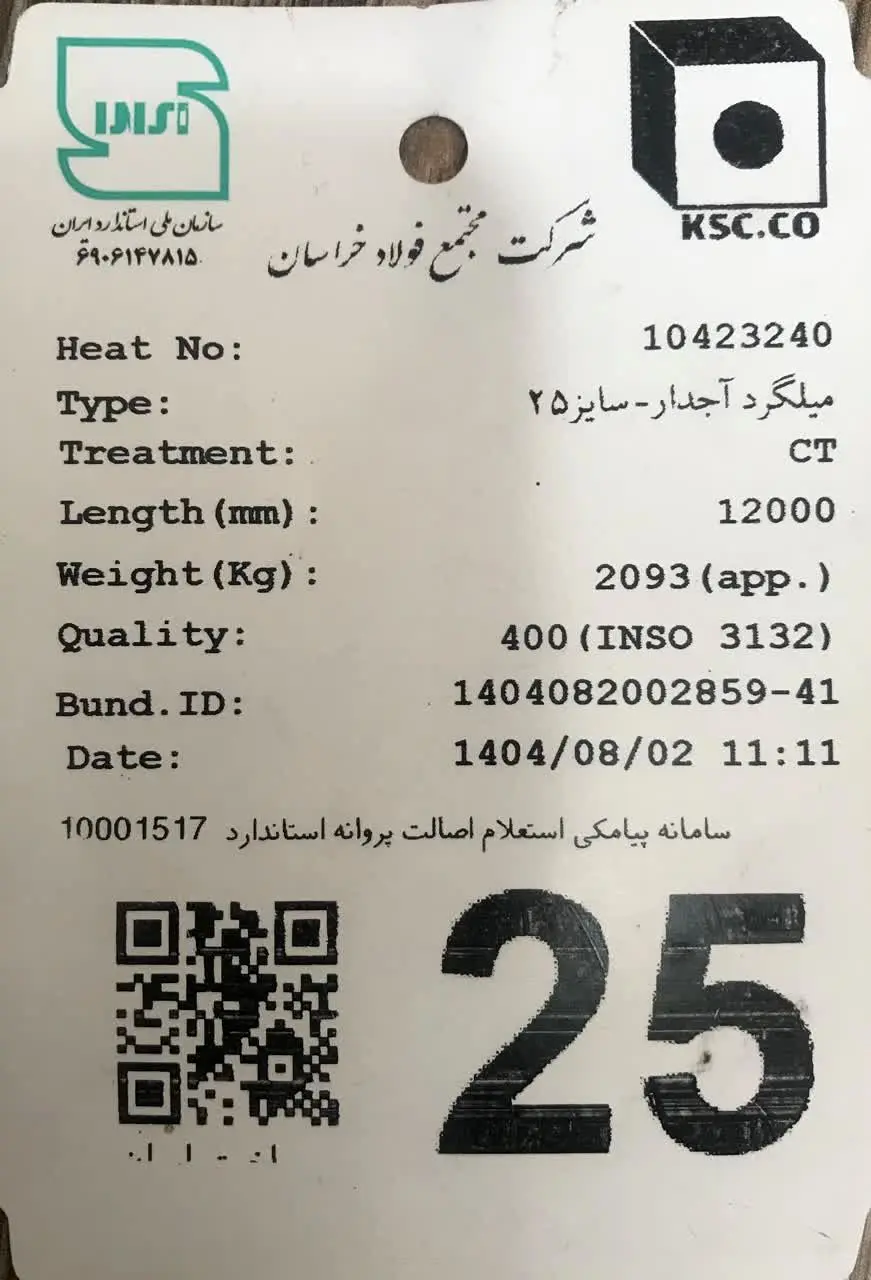 KSC.CO
سازمان ملی استاندارد ایران
۶۹۰۶۱۴۷۸۱۵
شرکت مجتمع فولاد خراسان
Heat No: 10423240
Type: میلگرد آجدار-سایز۲۵
Treatment: CT
Length(mm): 12000
Weight(Kg): 2093(app.)
Quality: 400(INSO 3132)
Bund.ID: 1404082002859-41
Date: 1404/08/02 11:11
سامانه پیامکی استعلام اصالت پروانه استاندارد 10001517
25